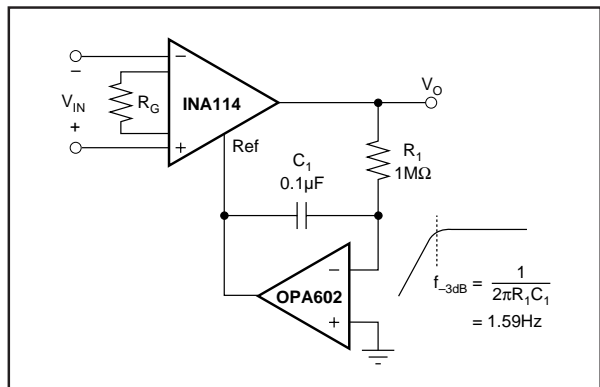 −
V_IN
+
R_G
−
INA114
+
Ref
V_O
C_1
0.1µF
R_1
1MΩ
−
OPA602
+
f_−3dB = 1 / 2πR_1C_1
= 1.59Hz